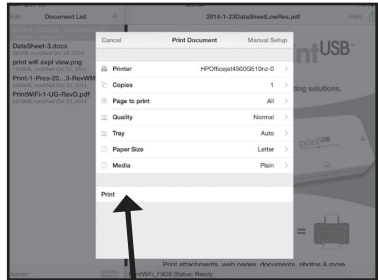 Edit Document List + 2014-1-23DataSheetLowRes.pdf Print
DataSheet-3.docx
print wifi expl view.png
Print-1-Pres-20...3-RevWM
PrintWiFi-1-UG-RevD.pdf
Cancel Print Document Manual Setup
Printer HPOfficejet4500G510nz-0
Copies 1
Page to print All
Quality Normal
Tray Auto
Paper Size Letter
Media Plain
Print
ntUSB
ing solutions.
printUSB
=
Print attachments, web pages, documents, photos & more
PrintWiFi_F9D8 Status: Ready